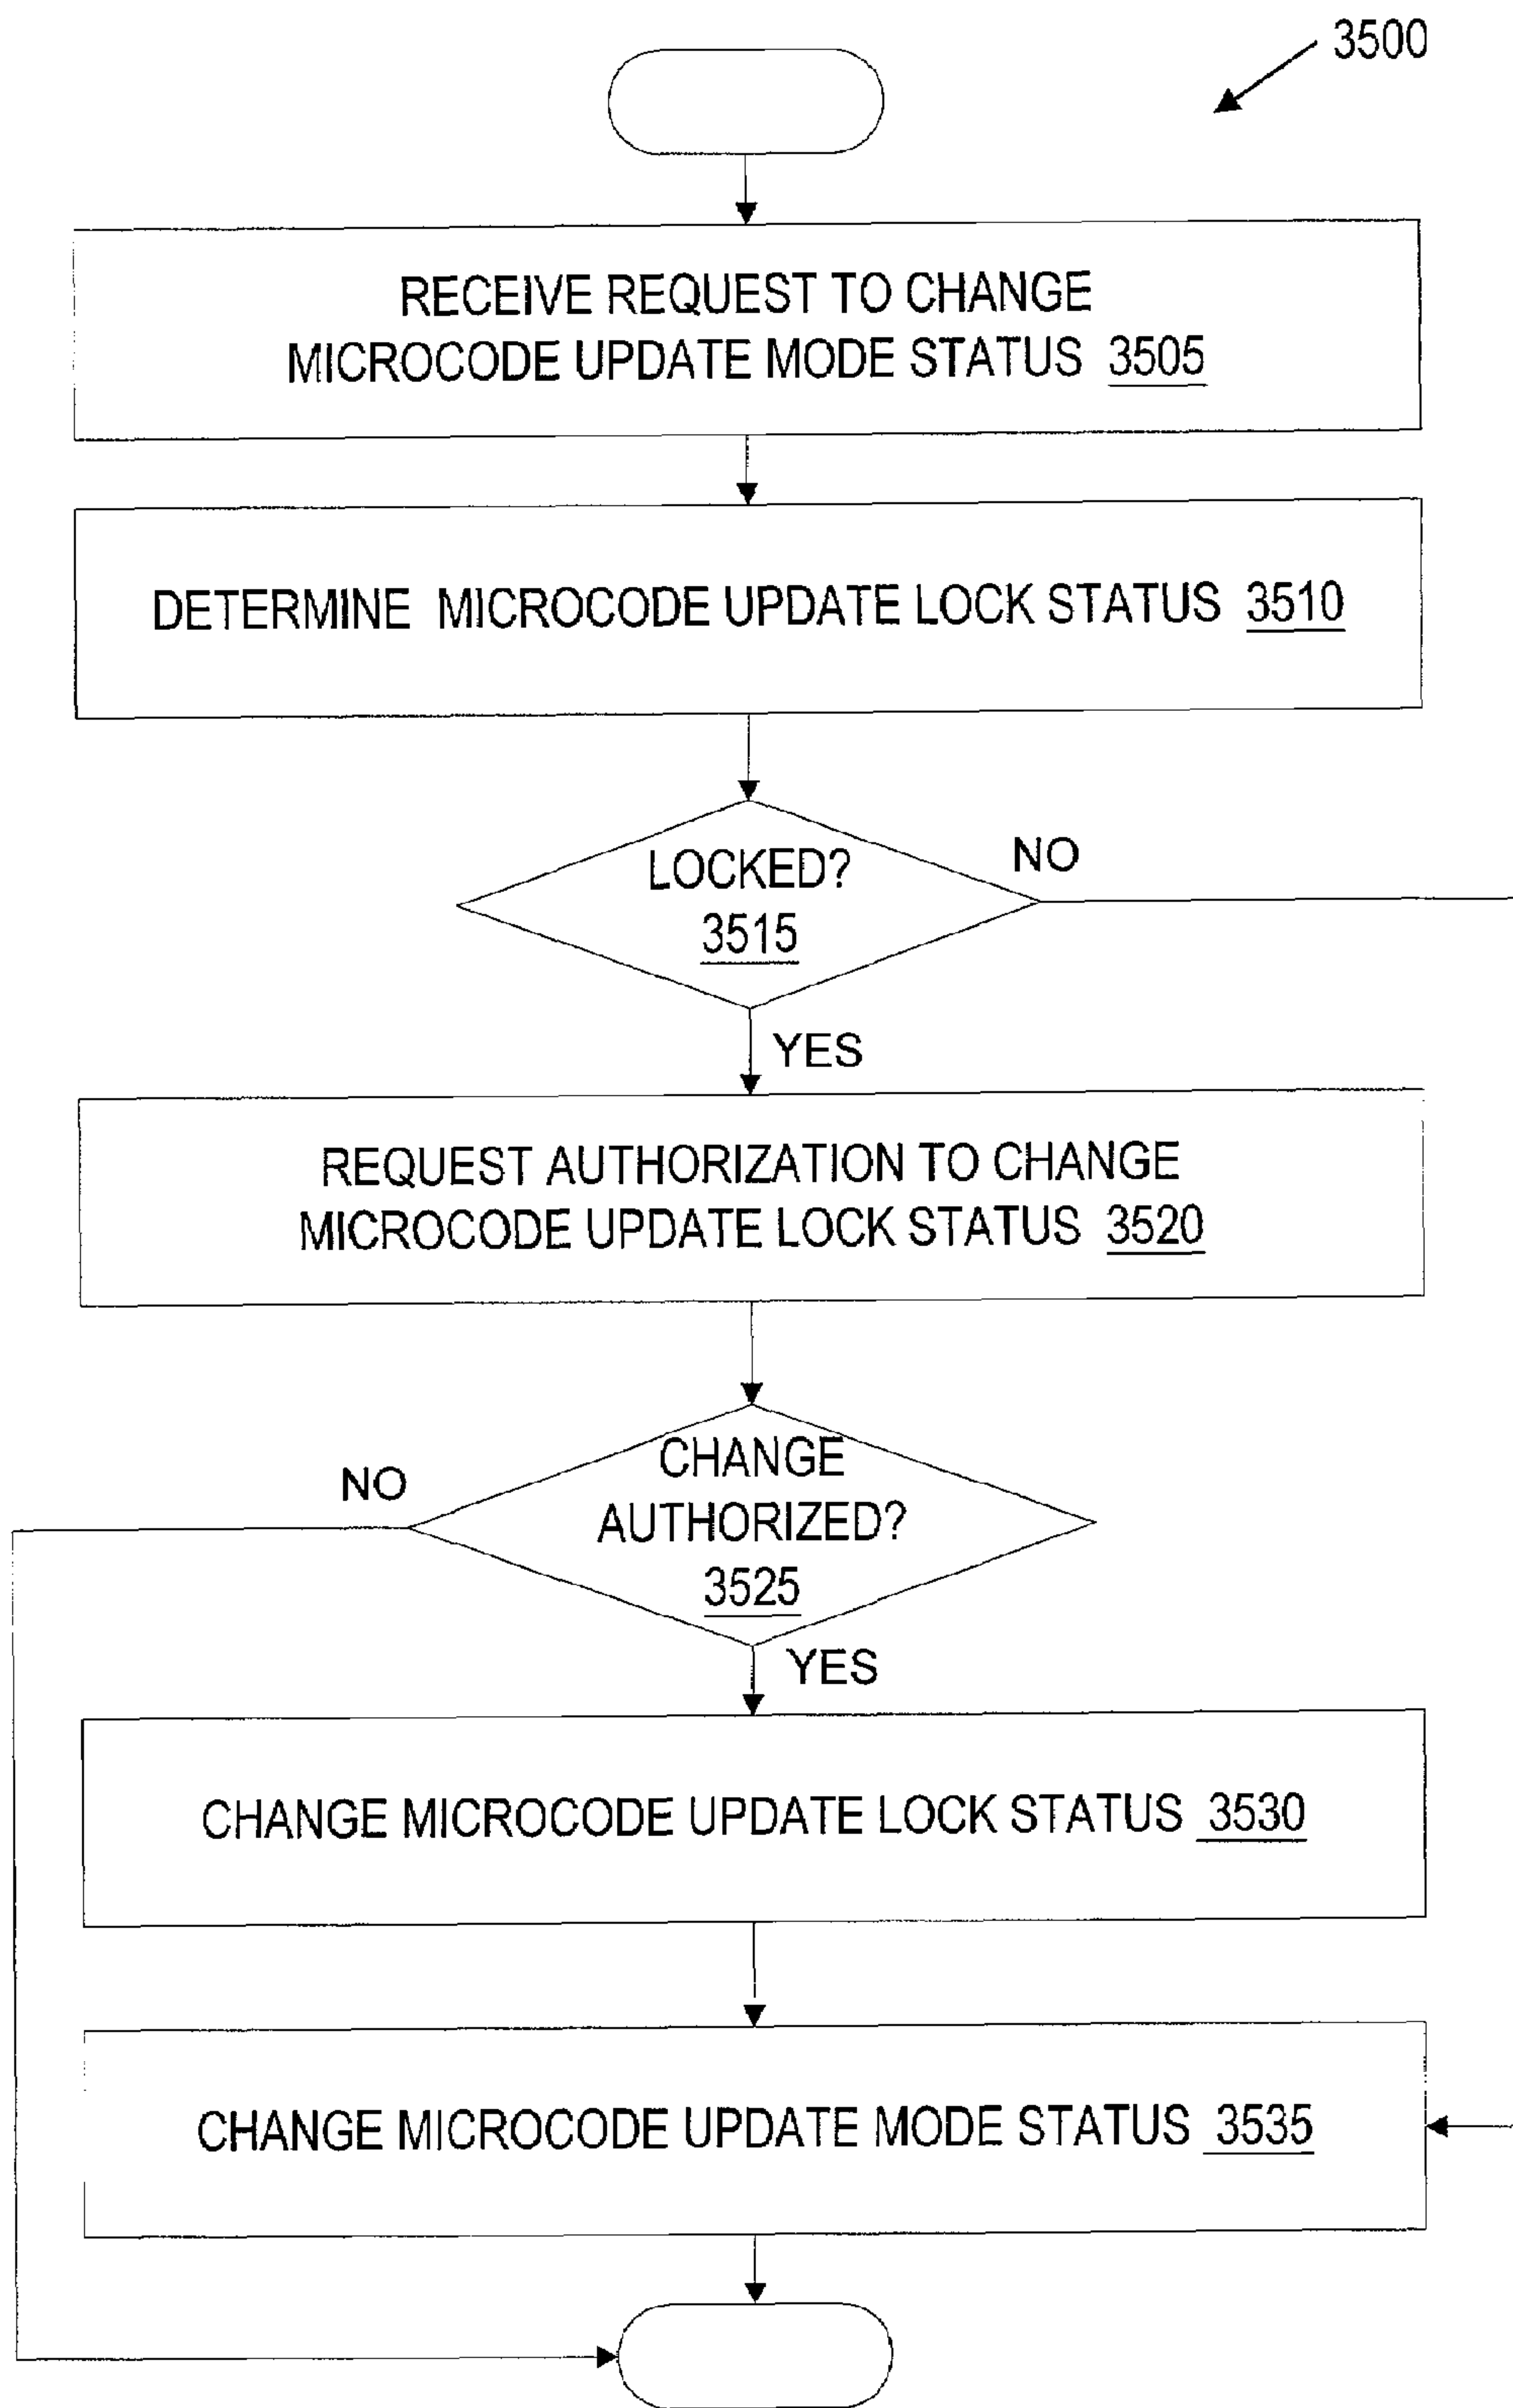 3500
RECEIVE REQUEST TO CHANGE
MICROCODE UPDATE MODE STATUS 3505
DETERMINE MICROCODE UPDATE LOCK STATUS 3510
LOCKED?
3515
NO
YES
REQUEST AUTHORIZATION TO CHANGE
MICROCODE UPDATE LOCK STATUS 3520
CHANGE
AUTHORIZED?
3525
NO
YES
CHANGE MICROCODE UPDATE LOCK STATUS 3530
CHANGE MICROCODE UPDATE MODE STATUS 3535